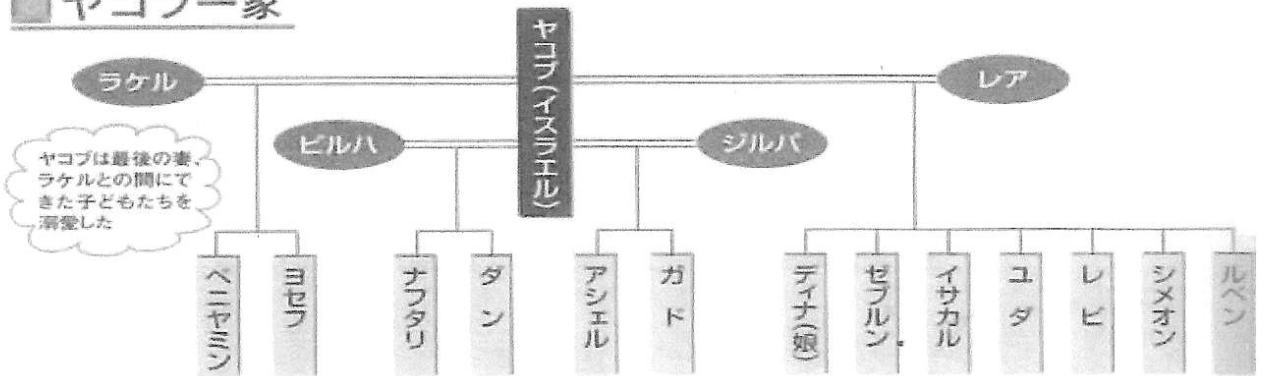 ヤコブ一家
ヤコブ(イスラエル)
ラケル
レア
ビルハ
ジルパ
ヤコブは最後の妻、
ラケルとの間にで
きた子どもたちを
溺愛した
ベニヤミン
ヨセフ
ナフタリ
ダン
アシェル
ガド
ディナ(娘)
ゼブルン
イサカル
ユダ
レビ
シメオン
ルベン